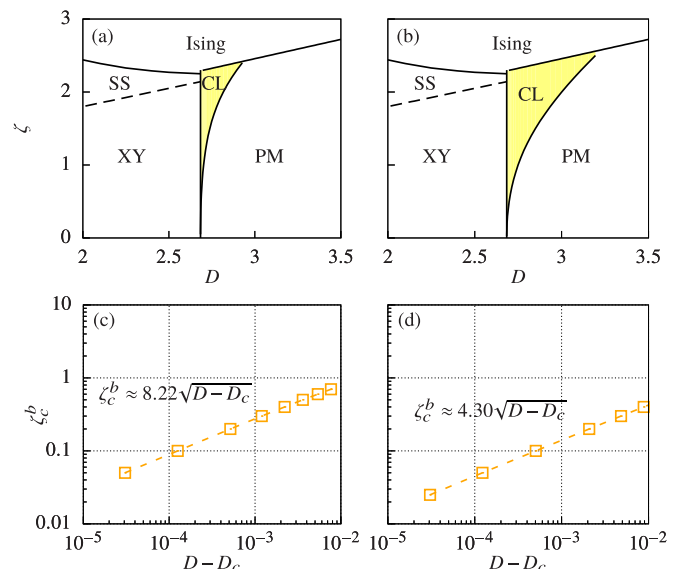 (a) Ising SS CL XY PM
(b) Ising SS CL XY PM
ζ 3 2 1 0
2 2.5 3 3.5 2 2.5 3 3.5
D D
(c) ζ_c^b ≈ 8.22√(D−D_c)
(d) ζ_c^b ≈ 4.30√(D−D_c)
ζ_c^b 10 1 0.1 0.01
10^−5 10^−4 10^−3 10^−2 10^−5 10^−4 10^−3 10^−2
D−D_c D−D_c